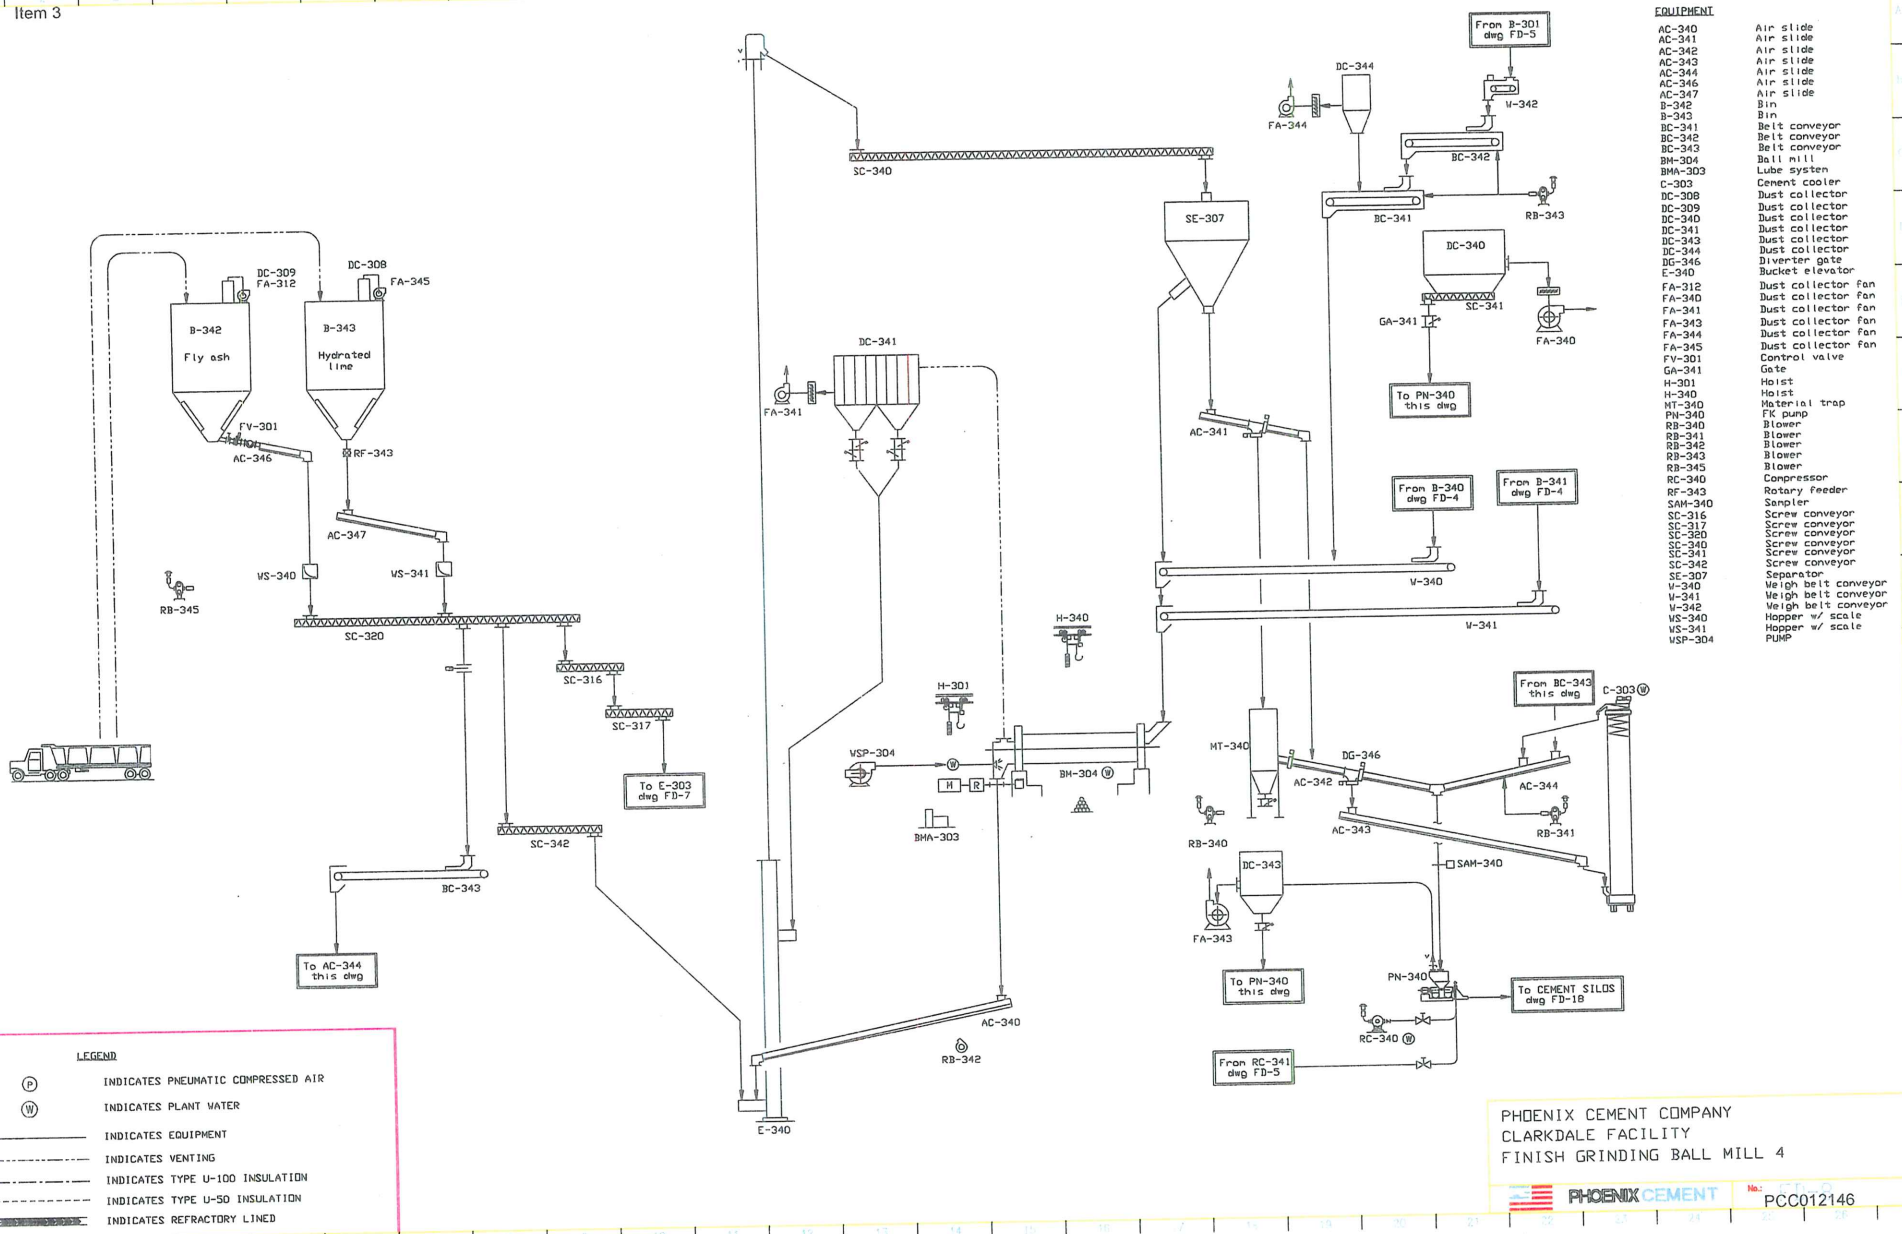 Item 3
EQUIPMENT
AC-340 Air slide
AC-341 Air slide
AC-342 Air slide
AC-343 Air slide
AC-344 Air slide
AC-346 Air slide
AC-347 Air slide
B-342 Bin
B-343 Bin
BC-341 Belt conveyor
BC-342 Belt conveyor
BC-343 Belt conveyor
BM-304 Ball mill
BMA-303 Lube system
C-303 Cement cooler
DC-308 Dust collector
DC-309 Dust collector
DC-340 Dust collector
DC-341 Dust collector
DC-343 Dust collector
DC-344 Dust collector
DG-346 Diverter gate
E-340 Bucket elevator
FA-312 Dust collector fan
FA-340 Dust collector fan
FA-341 Dust collector fan
FA-343 Dust collector fan
FA-344 Dust collector fan
FA-345 Dust collector fan
FV-301 Control valve
GA-341 Gate
H-301 Hoist
H-340 Hoist
MT-340 Material trap
PN-340 FK pump
RB-340 Blower
RB-341 Blower
RB-342 Blower
RB-343 Blower
RB-345 Blower
RC-340 Compressor
RF-343 Rotary feeder
SAM-340 Sampler
SC-316 Screw conveyor
SC-317 Screw conveyor
SC-320 Screw conveyor
SC-340 Screw conveyor
SC-341 Screw conveyor
SC-342 Screw conveyor
SE-307 Separator
W-340 Weigh belt conveyor
W-341 Weigh belt conveyor
W-342 Weigh belt conveyor
WS-340 Hopper w/ scale
WS-341 Hopper w/ scale
WSP-304 PUMP
From B-301
dwg FD-5
W-342
DC-344
FA-344
BC-342
SC-340
BC-341
RB-343
SE-307
DC-340
SC-341
GA-341
FA-340
To PN-340
this dwg
DC-309
FA-312
DC-308
FA-345
B-342
Fly ash
B-343
Hydrated
lime
FV-301
AC-346
RF-343
AC-347
WS-340
WS-341
RB-345
SC-320
SC-316
SC-317
To E-303
dwg FD-7
SC-342
BC-343
To AC-344
this dwg
DC-341
FA-341
AC-341
From B-340
dwg FD-4
From B-341
dwg FD-4
W-340
W-341
H-340
H-301
WSP-304
W
M
R
BM-304 W
BMA-303
MT-340
From BC-343
this dwg
C-303 W
DG-346
AC-342
AC-344
AC-343
RB-341
RB-340
SAM-340
DC-343
FA-343
To PN-340
this dwg
PN-340
To CEMENT SILOS
dwg FD-18
RC-340 W
From RC-341
dwg FD-5
AC-340
RB-342
E-340
LEGEND
P INDICATES PNEUMATIC COMPRESSED AIR
W INDICATES PLANT WATER
INDICATES EQUIPMENT
INDICATES VENTING
INDICATES TYPE U-100 INSULATION
INDICATES TYPE U-50 INSULATION
INDICATES REFRACTORY LINED
PHOENIX CEMENT COMPANY
CLARKDALE FACILITY
FINISH GRINDING BALL MILL 4
PHOENIX CEMENT
No.:
PCC012146